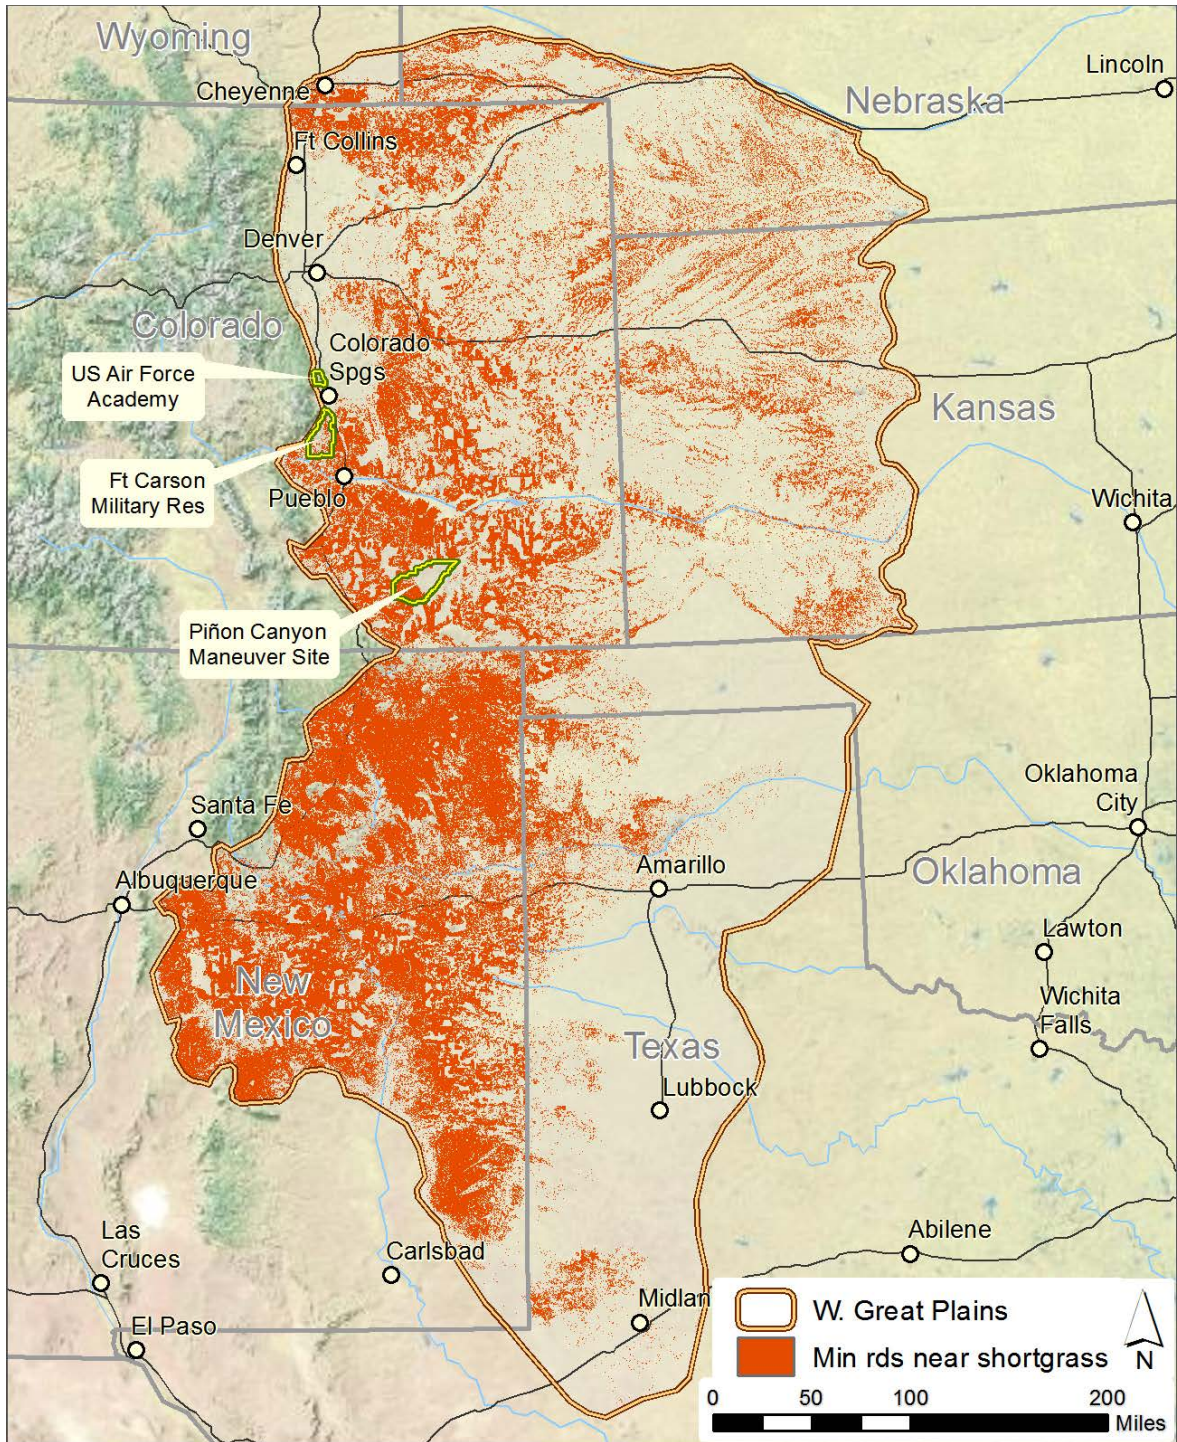 Wyoming
Cheyenne
Lincoln
Nebraska
Ft Collins
Denver
Colorado
Colorado
Spgs
US Air Force
Academy
Kansas
Ft Carson
Military Res
Pueblo
Wichita
Piñon Canyon
Maneuver Site
Santa Fe
Oklahoma
City
Amarillo
Albuquerque
Oklahoma
Lawton
New
Mexico
Wichita
Falls
Texas
Lubbock
Las
Cruces
Carlsbad
Abilene
Midlan
El Paso
W. Great Plains
Min rds near shortgrass
N
0 50 100 200
Miles